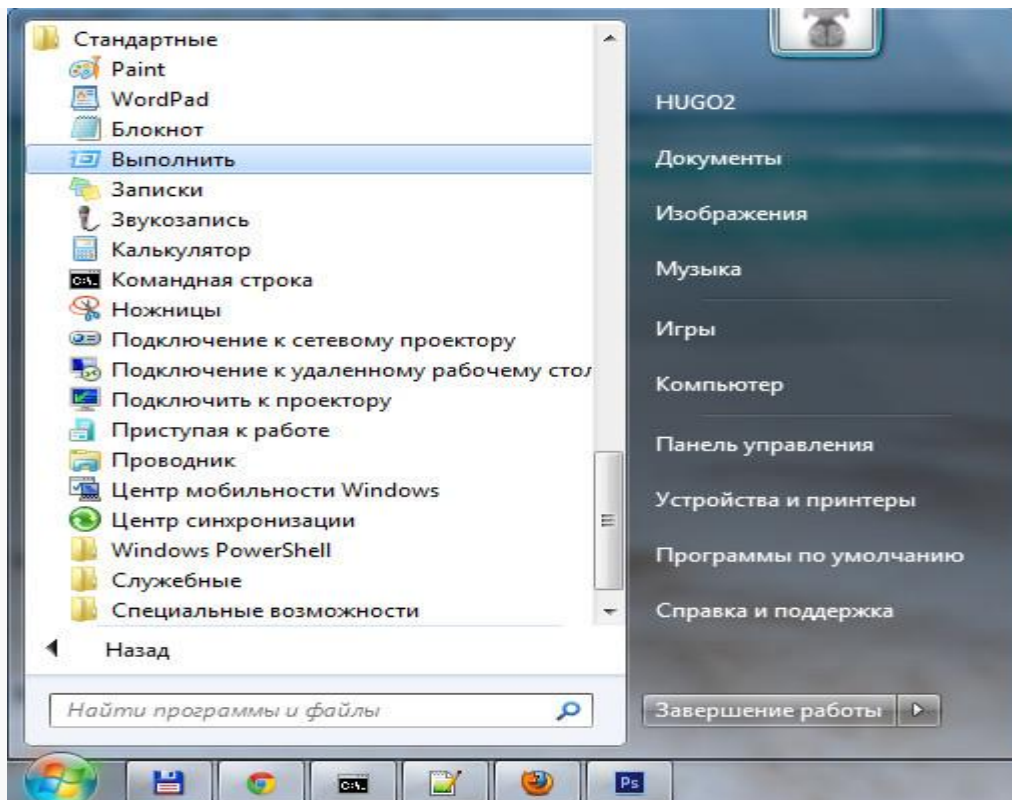 Стандартные
Paint
WordPad
Блокнот
Выполнить
Записки
Звукозапись
Калькулятор
C:\.
Командная строка
Ножницы
Подключение к сетевому проектору
Подключение к удаленному рабочему стол
Подключить к проектору
Приступая к работе
Проводник
Центр мобильности Windows
Центр синхронизации
Windows PowerShell
Служебные
Специальные возможности
Назад
Найти программы и файлы
HUGO2
Документы
Изображения
Музыка
Игры
Компьютер
Панель управления
Устройства и принтеры
Программы по умолчанию
Справка и поддержка
Завершение работы
C:\.
Ps